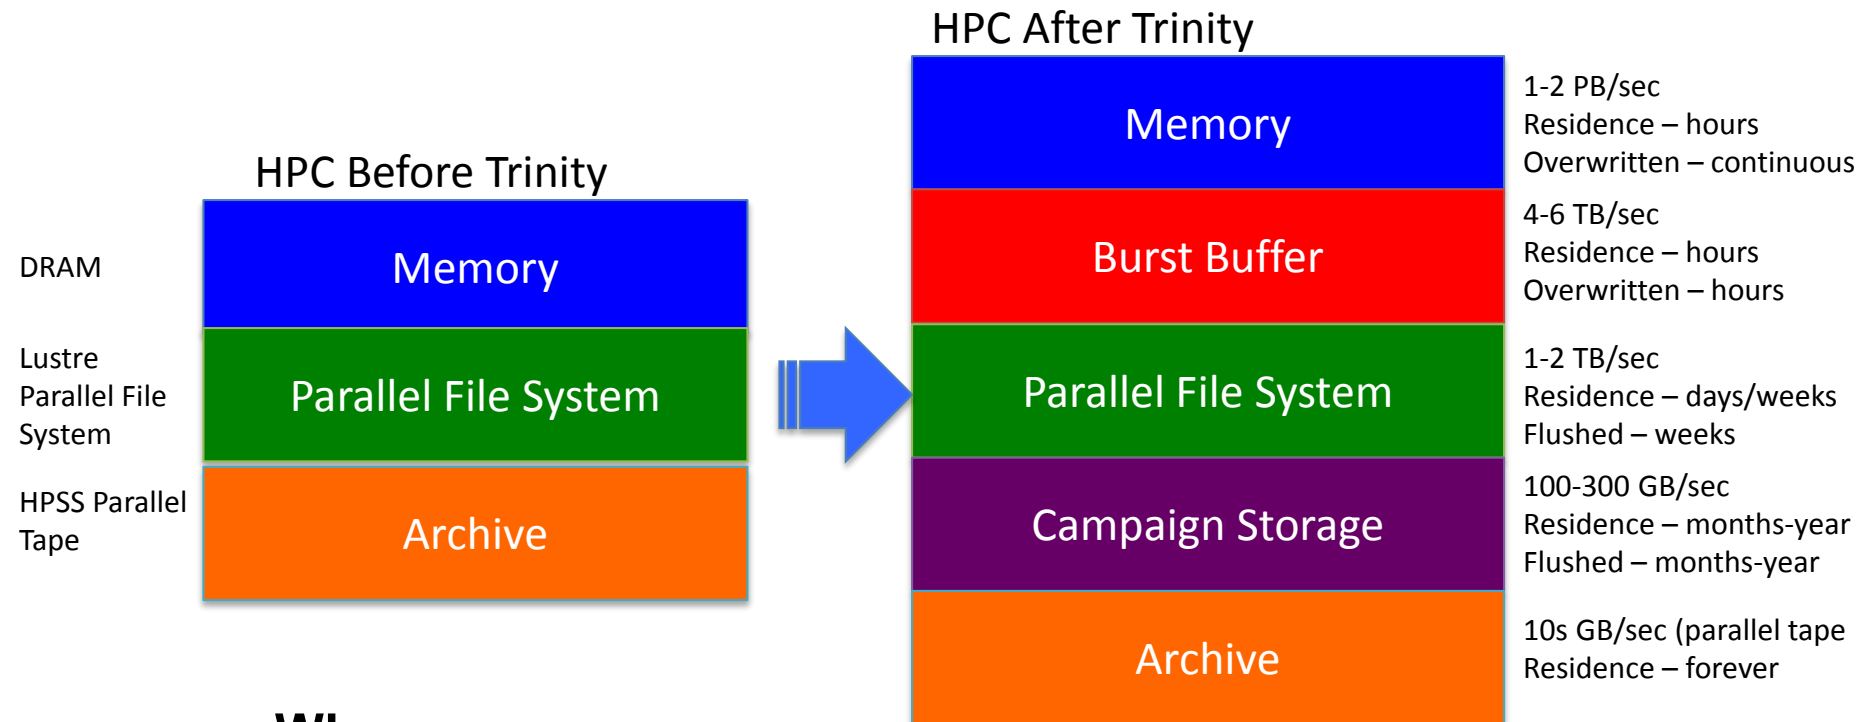 HPC Before Trinity
DRAM
Memory
Lustre
Parallel File
System
Parallel File System
HPSS Parallel
Tape
Archive
HPC After Trinity
Memory
1-2 PB/sec
Residence – hours
Overwritten – continuous
Burst Buffer
4-6 TB/sec
Residence – hours
Overwritten – hours
Parallel File System
1-2 TB/sec
Residence – days/weeks
Flushed – weeks
Campaign Storage
100-300 GB/sec
Residence – months-year
Flushed – months-year
Archive
10s GB/sec (parallel tape
Residence – forever